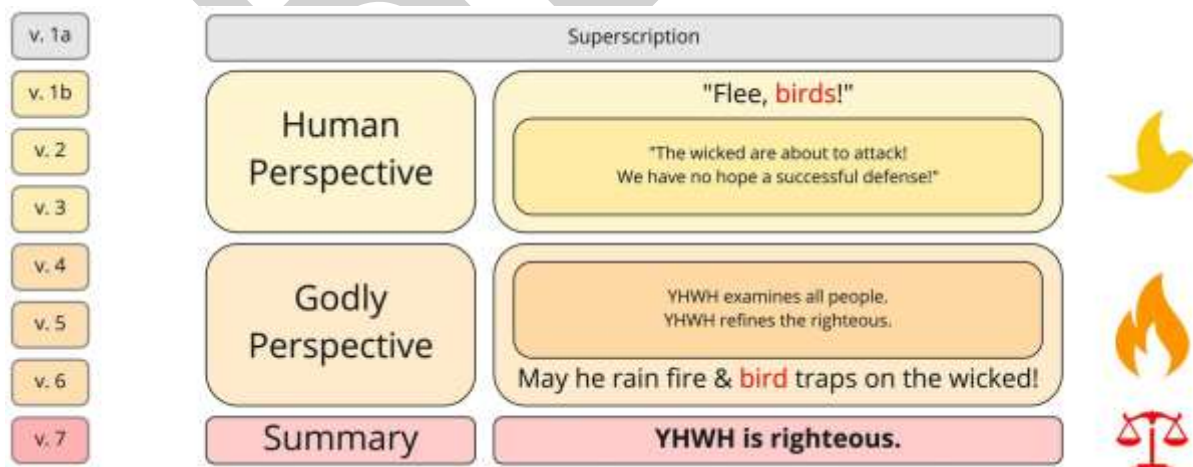 v. 1a
Superscription
v. 1b
v. 2
v. 3
Human
Perspective
"Flee, birds!"
"The wicked are about to attack!
We have no hope a successful defense!"
v. 4
v. 5
v. 6
Godly
Perspective
YHWH examines all people.
YHWH refines the righteous.
May he rain fire & bird traps on the wicked!
v. 7
Summary
YHWH is righteous.